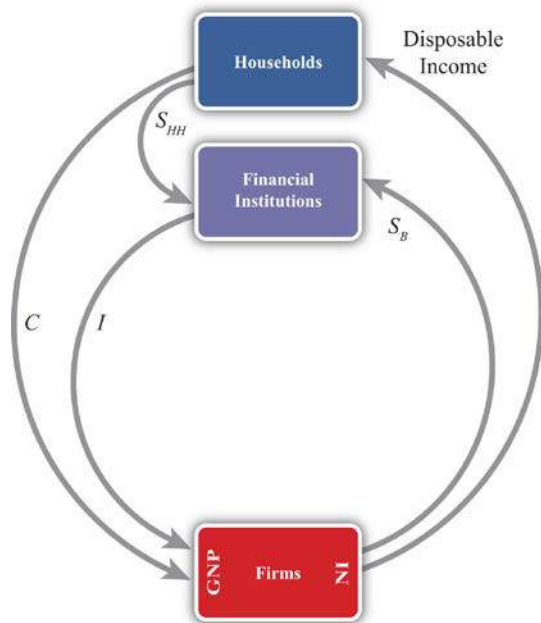 Households
Disposable
Income
S_HH
Financial
Institutions
S_B
C
I
GNP
Firms
NI